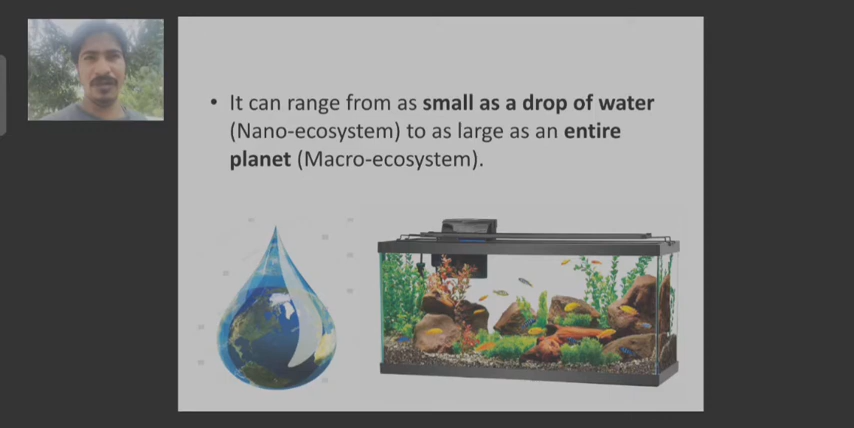 • It can range from as small as a drop of water
(Nano-ecosystem) to as large as an entire
planet (Macro-ecosystem).